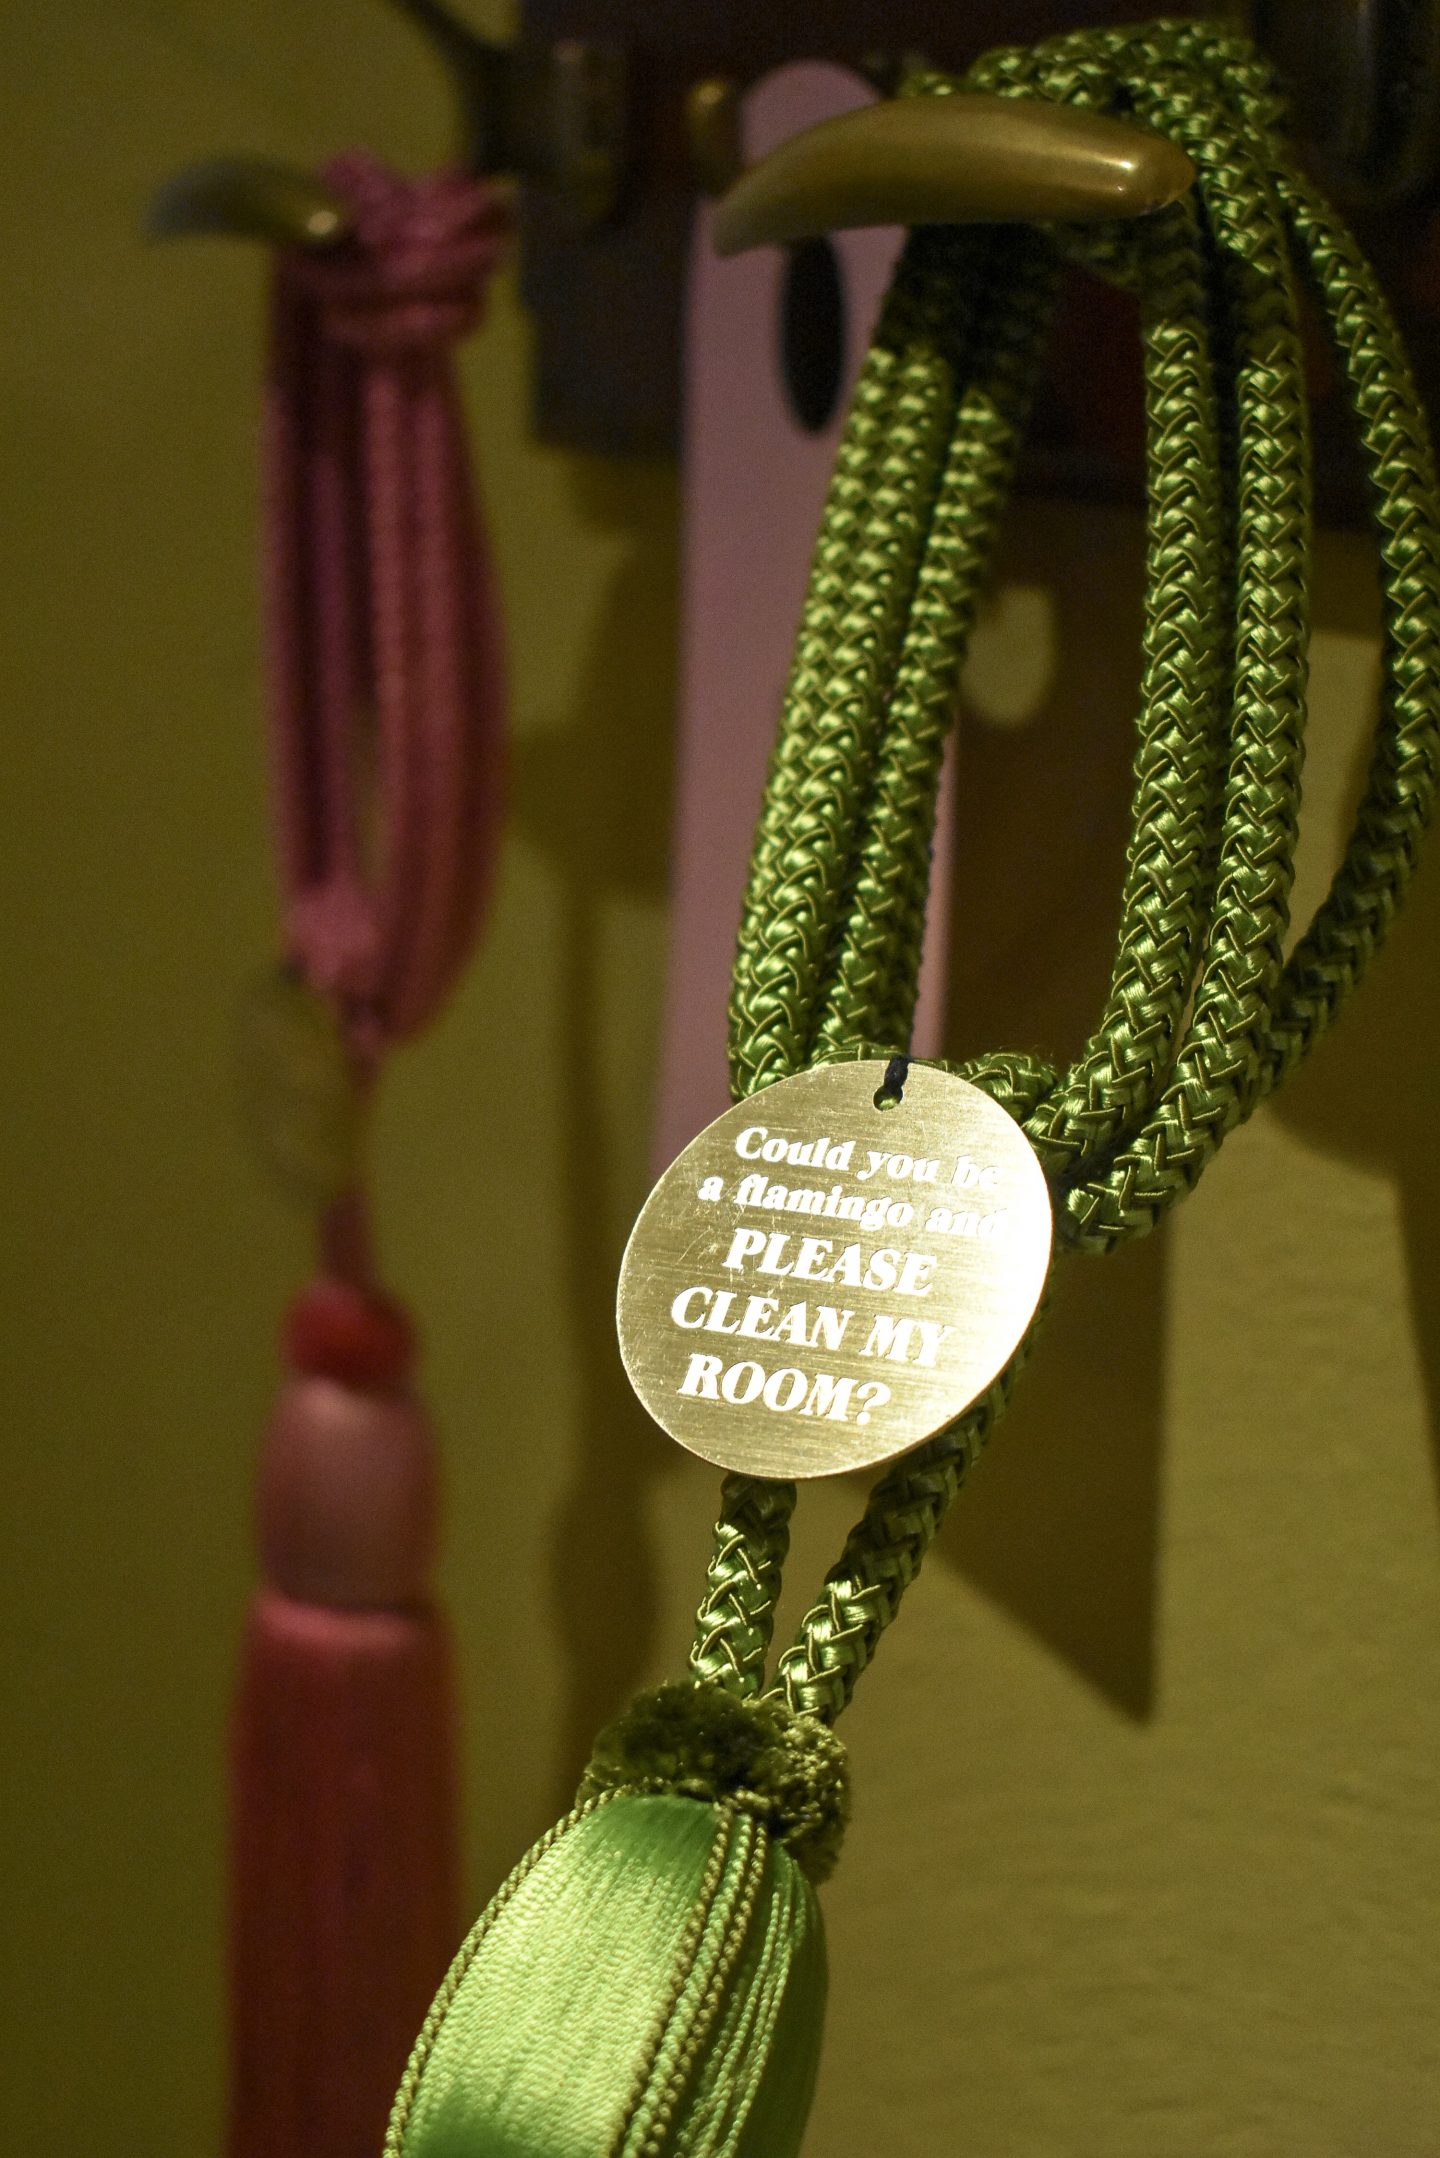 Could you be
a flamingo and
PLEASE
CLEAN MY
ROOM?